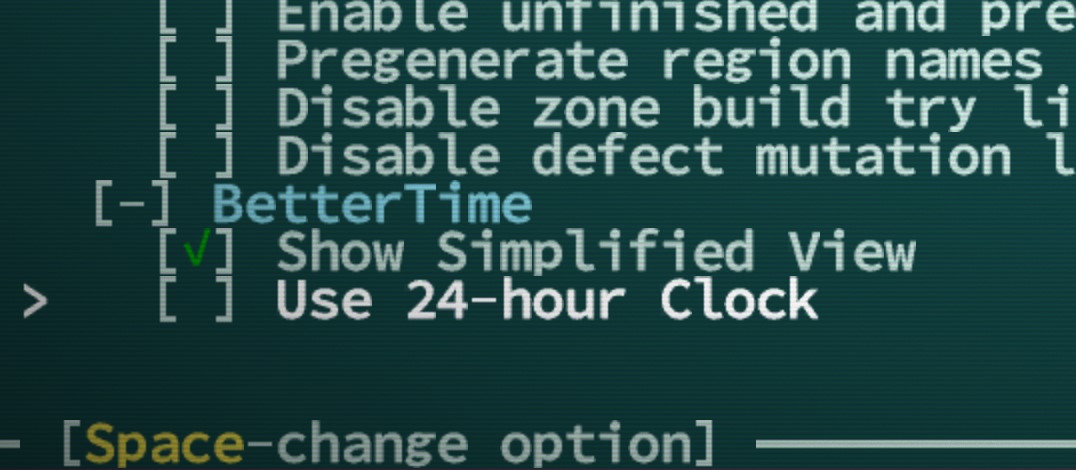 [ ] Enable unfinished and pre
[ ] Pregenerate region names
[ ] Disable zone build try li
[ ] Disable defect mutation l
[-] BetterTime
[√] Show Simplified View
> [ ] Use 24-hour Clock
[Space-change option]